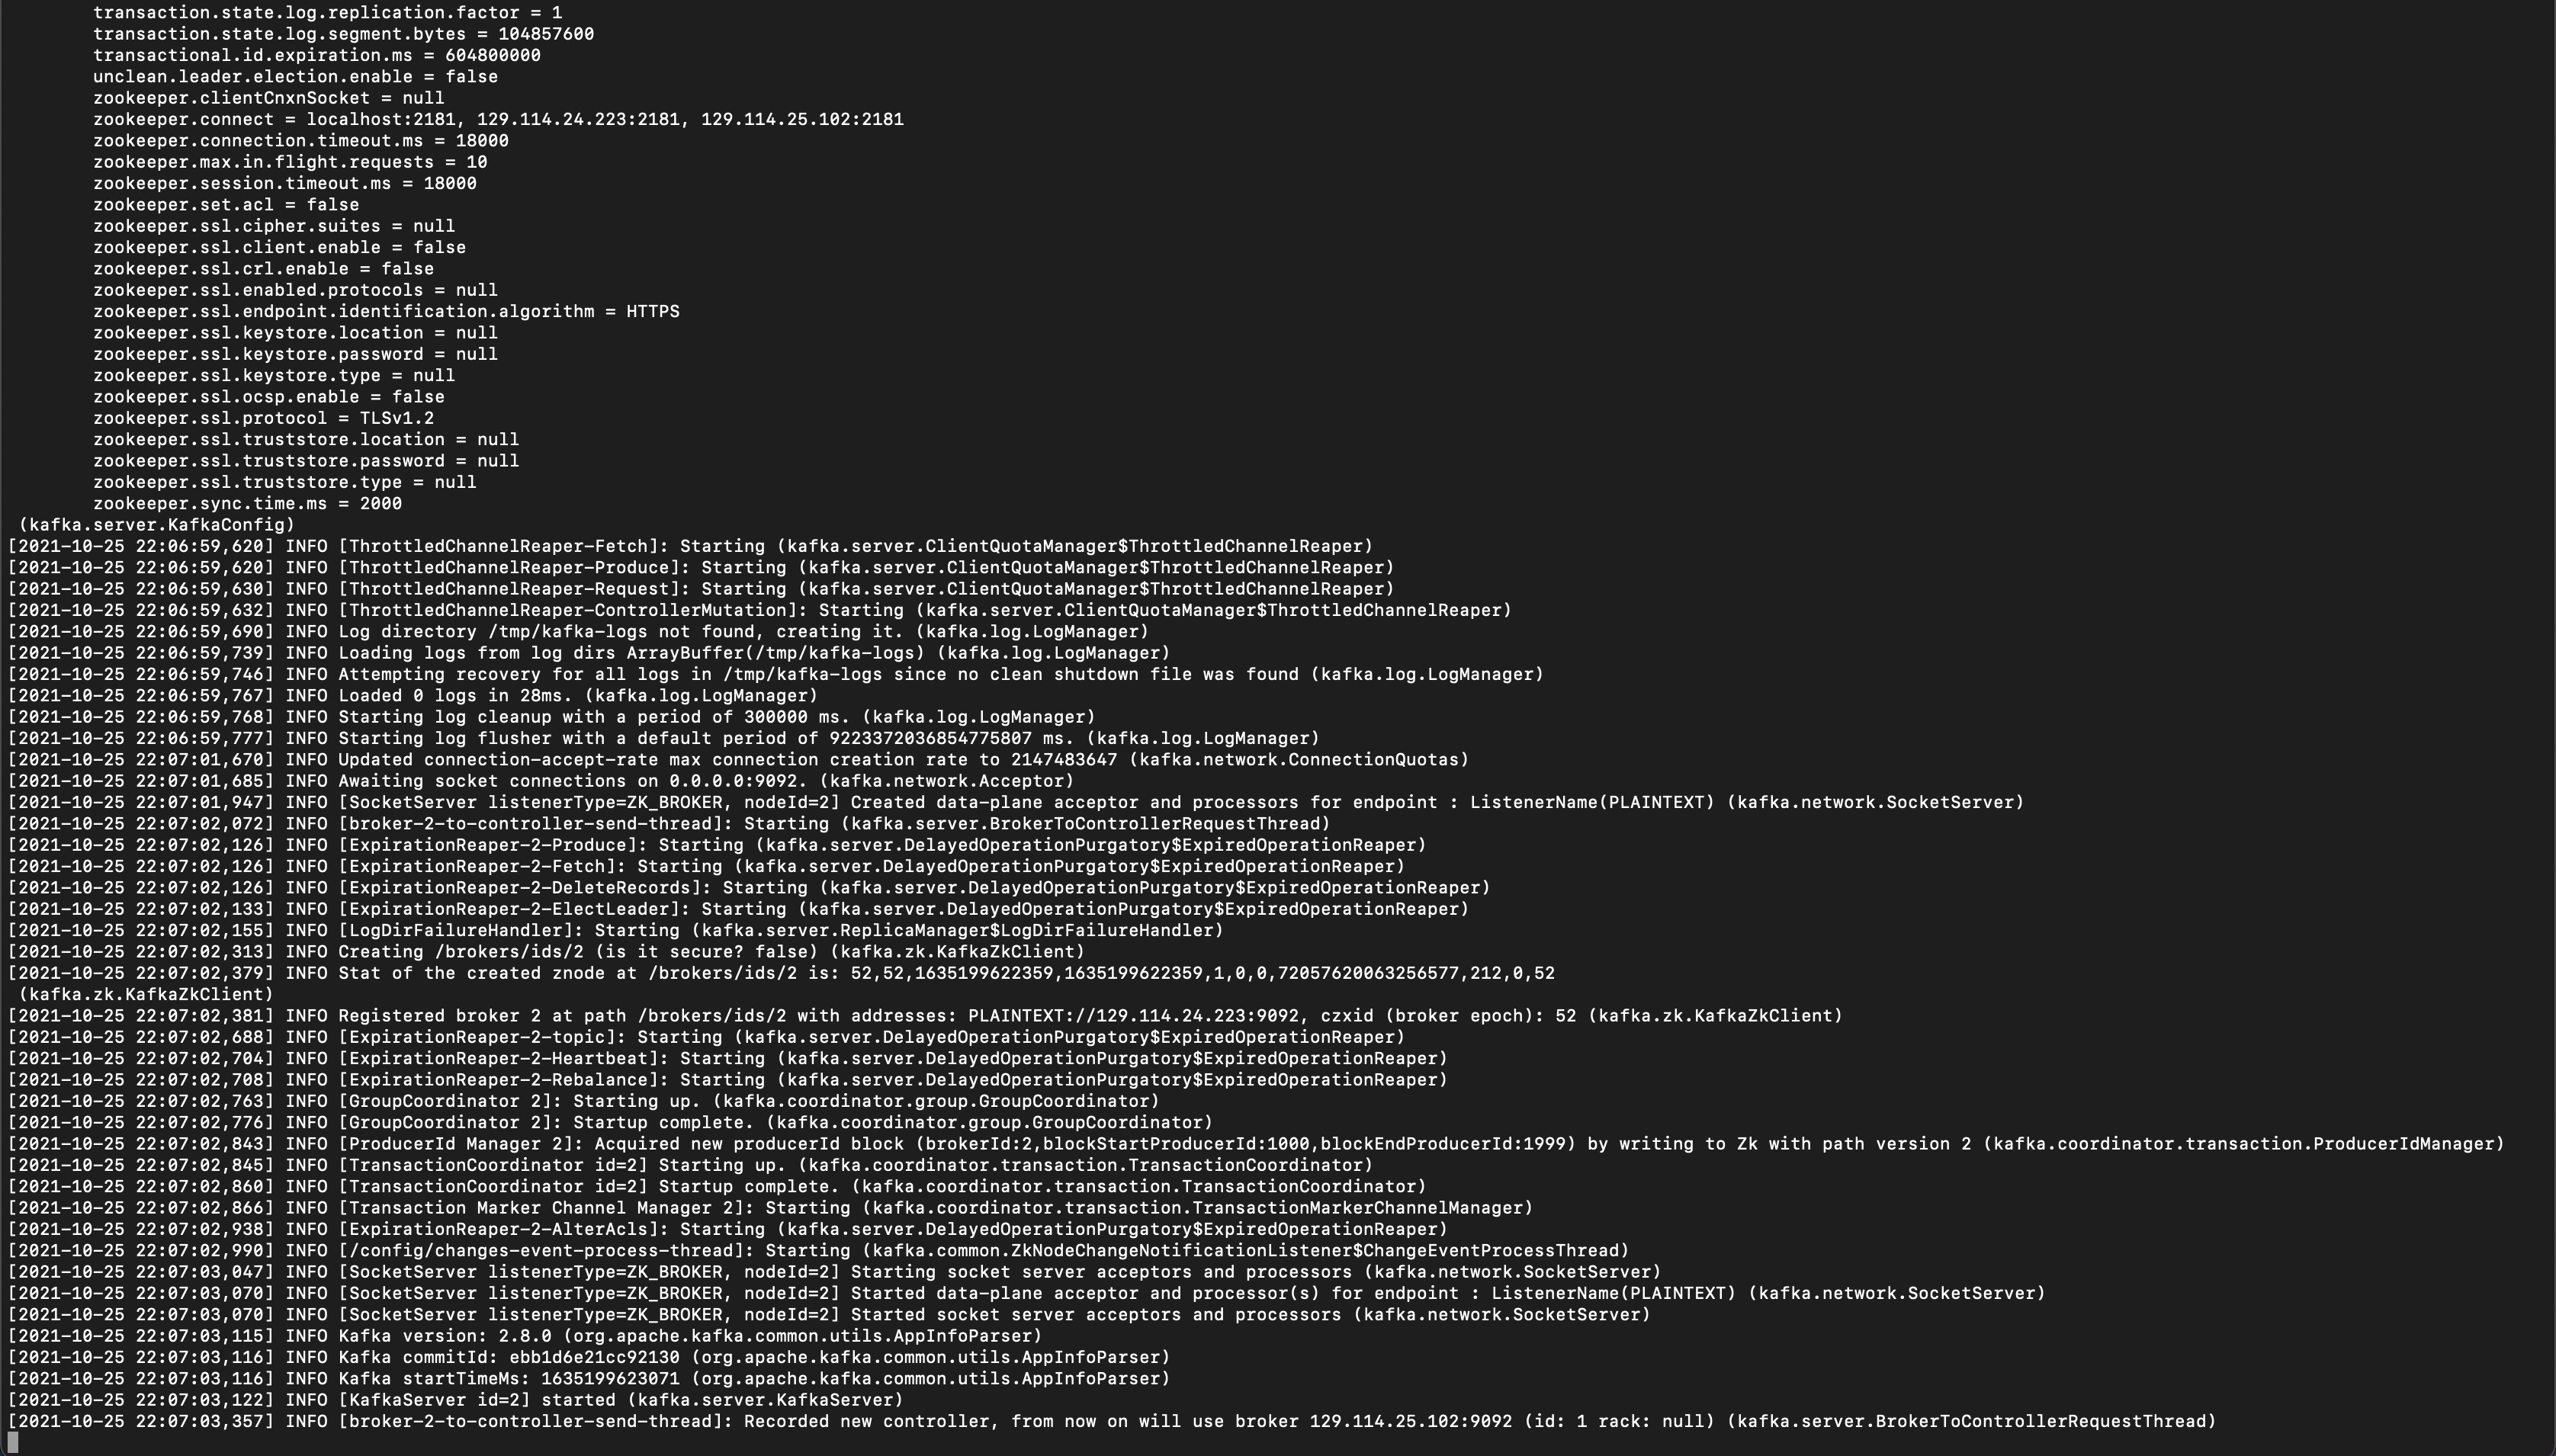 transaction.state.log.replication.factor = 1
transaction.state.log.segment.bytes = 104857600
transactional.id.expiration.ms = 604800000
unclean.leader.election.enable = false
zookeeper.clientCnxnSocket = null
zookeeper.connect = localhost:2181, 129.114.24.223:2181, 129.114.25.102:2181
zookeeper.connection.timeout.ms = 18000
zookeeper.max.in.flight.requests = 10
zookeeper.session.timeout.ms = 18000
zookeeper.set.acl = false
zookeeper.ssl.cipher.suites = null
zookeeper.ssl.client.enable = false
zookeeper.ssl.crl.enable = false
zookeeper.ssl.enabled.protocols = null
zookeeper.ssl.endpoint.identification.algorithm = HTTPS
zookeeper.ssl.keystore.location = null
zookeeper.ssl.keystore.password = null
zookeeper.ssl.keystore.type = null
zookeeper.ssl.ocsp.enable = false
zookeeper.ssl.protocol = TLSv1.2
zookeeper.ssl.truststore.location = null
zookeeper.ssl.truststore.password = null
zookeeper.ssl.truststore.type = null
zookeeper.sync.time.ms = 2000
(kafka.server.KafkaConfig)
[2021-10-25 22:06:59,620] INFO [ThrottledChannelReaper-Fetch]: Starting (kafka.server.ClientQuotaManager$ThrottledChannelReaper)
[2021-10-25 22:06:59,620] INFO [ThrottledChannelReaper-Produce]: Starting (kafka.server.ClientQuotaManager$ThrottledChannelReaper)
[2021-10-25 22:06:59,630] INFO [ThrottledChannelReaper-Request]: Starting (kafka.server.ClientQuotaManager$ThrottledChannelReaper)
[2021-10-25 22:06:59,632] INFO [ThrottledChannelReaper-ControllerMutation]: Starting (kafka.server.ClientQuotaManager$ThrottledChannelReaper)
[2021-10-25 22:06:59,690] INFO Log directory /tmp/kafka-logs not found, creating it. (kafka.log.LogManager)
[2021-10-25 22:06:59,739] INFO Loading logs from log dirs ArrayBuffer(/tmp/kafka-logs) (kafka.log.LogManager)
[2021-10-25 22:06:59,746] INFO Attempting recovery for all logs in /tmp/kafka-logs since no clean shutdown file was found (kafka.log.LogManager)
[2021-10-25 22:06:59,767] INFO Loaded 0 logs in 28ms. (kafka.log.LogManager)
[2021-10-25 22:06:59,768] INFO Starting log cleanup with a period of 300000 ms. (kafka.log.LogManager)
[2021-10-25 22:06:59,777] INFO Starting log flusher with a default period of 9223372036854775807 ms. (kafka.log.LogManager)
[2021-10-25 22:07:01,670] INFO Updated connection-accept-rate max connection creation rate to 2147483647 (kafka.network.ConnectionQuotas)
[2021-10-25 22:07:01,685] INFO Awaiting socket connections on 0.0.0.0:9092. (kafka.network.Acceptor)
[2021-10-25 22:07:01,947] INFO [SocketServer listenerType=ZK_BROKER, nodeId=2] Created data-plane acceptor and processors for endpoint : ListenerName(PLAINTEXT) (kafka.network.SocketServer)
[2021-10-25 22:07:02,072] INFO [broker-2-to-controller-send-thread]: Starting (kafka.server.BrokerToControllerRequestThread)
[2021-10-25 22:07:02,126] INFO [ExpirationReaper-2-Produce]: Starting (kafka.server.DelayedOperationPurgatory$ExpiredOperationReaper)
[2021-10-25 22:07:02,126] INFO [ExpirationReaper-2-Fetch]: Starting (kafka.server.DelayedOperationPurgatory$ExpiredOperationReaper)
[2021-10-25 22:07:02,126] INFO [ExpirationReaper-2-DeleteRecords]: Starting (kafka.server.DelayedOperationPurgatory$ExpiredOperationReaper)
[2021-10-25 22:07:02,133] INFO [ExpirationReaper-2-ElectLeader]: Starting (kafka.server.DelayedOperationPurgatory$ExpiredOperationReaper)
[2021-10-25 22:07:02,155] INFO [LogDirFailureHandler]: Starting (kafka.server.ReplicaManager$LogDirFailureHandler)
[2021-10-25 22:07:02,313] INFO Creating /brokers/ids/2 (is it secure? false) (kafka.zk.KafkaZkClient)
[2021-10-25 22:07:02,379] INFO Stat of the created znode at /brokers/ids/2 is: 52,52,1635199622359,1635199622359,1,0,0,72057620063256577,212,0,52
(kafka.zk.KafkaZkClient)
[2021-10-25 22:07:02,381] INFO Registered broker 2 at path /brokers/ids/2 with addresses: PLAINTEXT://129.114.24.223:9092, czxid (broker epoch): 52 (kafka.zk.KafkaZkClient)
[2021-10-25 22:07:02,688] INFO [ExpirationReaper-2-topic]: Starting (kafka.server.DelayedOperationPurgatory$ExpiredOperationReaper)
[2021-10-25 22:07:02,704] INFO [ExpirationReaper-2-Heartbeat]: Starting (kafka.server.DelayedOperationPurgatory$ExpiredOperationReaper)
[2021-10-25 22:07:02,708] INFO [ExpirationReaper-2-Rebalance]: Starting (kafka.server.DelayedOperationPurgatory$ExpiredOperationReaper)
[2021-10-25 22:07:02,763] INFO [GroupCoordinator 2]: Starting up. (kafka.coordinator.group.GroupCoordinator)
[2021-10-25 22:07:02,776] INFO [GroupCoordinator 2]: Startup complete. (kafka.coordinator.group.GroupCoordinator)
[2021-10-25 22:07:02,843] INFO [ProducerId Manager 2]: Acquired new producerId block (brokerId:2,blockStartProducerId:1000,blockEndProducerId:1999) by writing to Zk with path version 2 (kafka.coordinator.transaction.ProducerIdManager)
[2021-10-25 22:07:02,845] INFO [TransactionCoordinator id=2] Starting up. (kafka.coordinator.transaction.TransactionCoordinator)
[2021-10-25 22:07:02,860] INFO [TransactionCoordinator id=2] Startup complete. (kafka.coordinator.transaction.TransactionCoordinator)
[2021-10-25 22:07:02,866] INFO [Transaction Marker Channel Manager 2]: Starting (kafka.coordinator.transaction.TransactionMarkerChannelManager)
[2021-10-25 22:07:02,938] INFO [ExpirationReaper-2-AlterAcls]: Starting (kafka.server.DelayedOperationPurgatory$ExpiredOperationReaper)
[2021-10-25 22:07:02,990] INFO [/config/changes-event-process-thread]: Starting (kafka.common.ZkNodeChangeNotificationListener$ChangeEventProcessThread)
[2021-10-25 22:07:03,047] INFO [SocketServer listenerType=ZK_BROKER, nodeId=2] Starting socket server acceptors and processors (kafka.network.SocketServer)
[2021-10-25 22:07:03,070] INFO [SocketServer listenerType=ZK_BROKER, nodeId=2] Started data-plane acceptor and processor(s) for endpoint : ListenerName(PLAINTEXT) (kafka.network.SocketServer)
[2021-10-25 22:07:03,070] INFO [SocketServer listenerType=ZK_BROKER, nodeId=2] Started socket server acceptors and processors (kafka.network.SocketServer)
[2021-10-25 22:07:03,115] INFO Kafka version: 2.8.0 (org.apache.kafka.common.utils.AppInfoParser)
[2021-10-25 22:07:03,116] INFO Kafka commitId: ebb1d6e21cc92130 (org.apache.kafka.common.utils.AppInfoParser)
[2021-10-25 22:07:03,116] INFO Kafka startTimeMs: 1635199623071 (org.apache.kafka.common.utils.AppInfoParser)
[2021-10-25 22:07:03,122] INFO [KafkaServer id=2] started (kafka.server.KafkaServer)
[2021-10-25 22:07:03,357] INFO [broker-2-to-controller-send-thread]: Recorded new controller, from now on will use broker 129.114.25.102:9092 (id: 1 rack: null) (kafka.server.BrokerToControllerRequestThread)